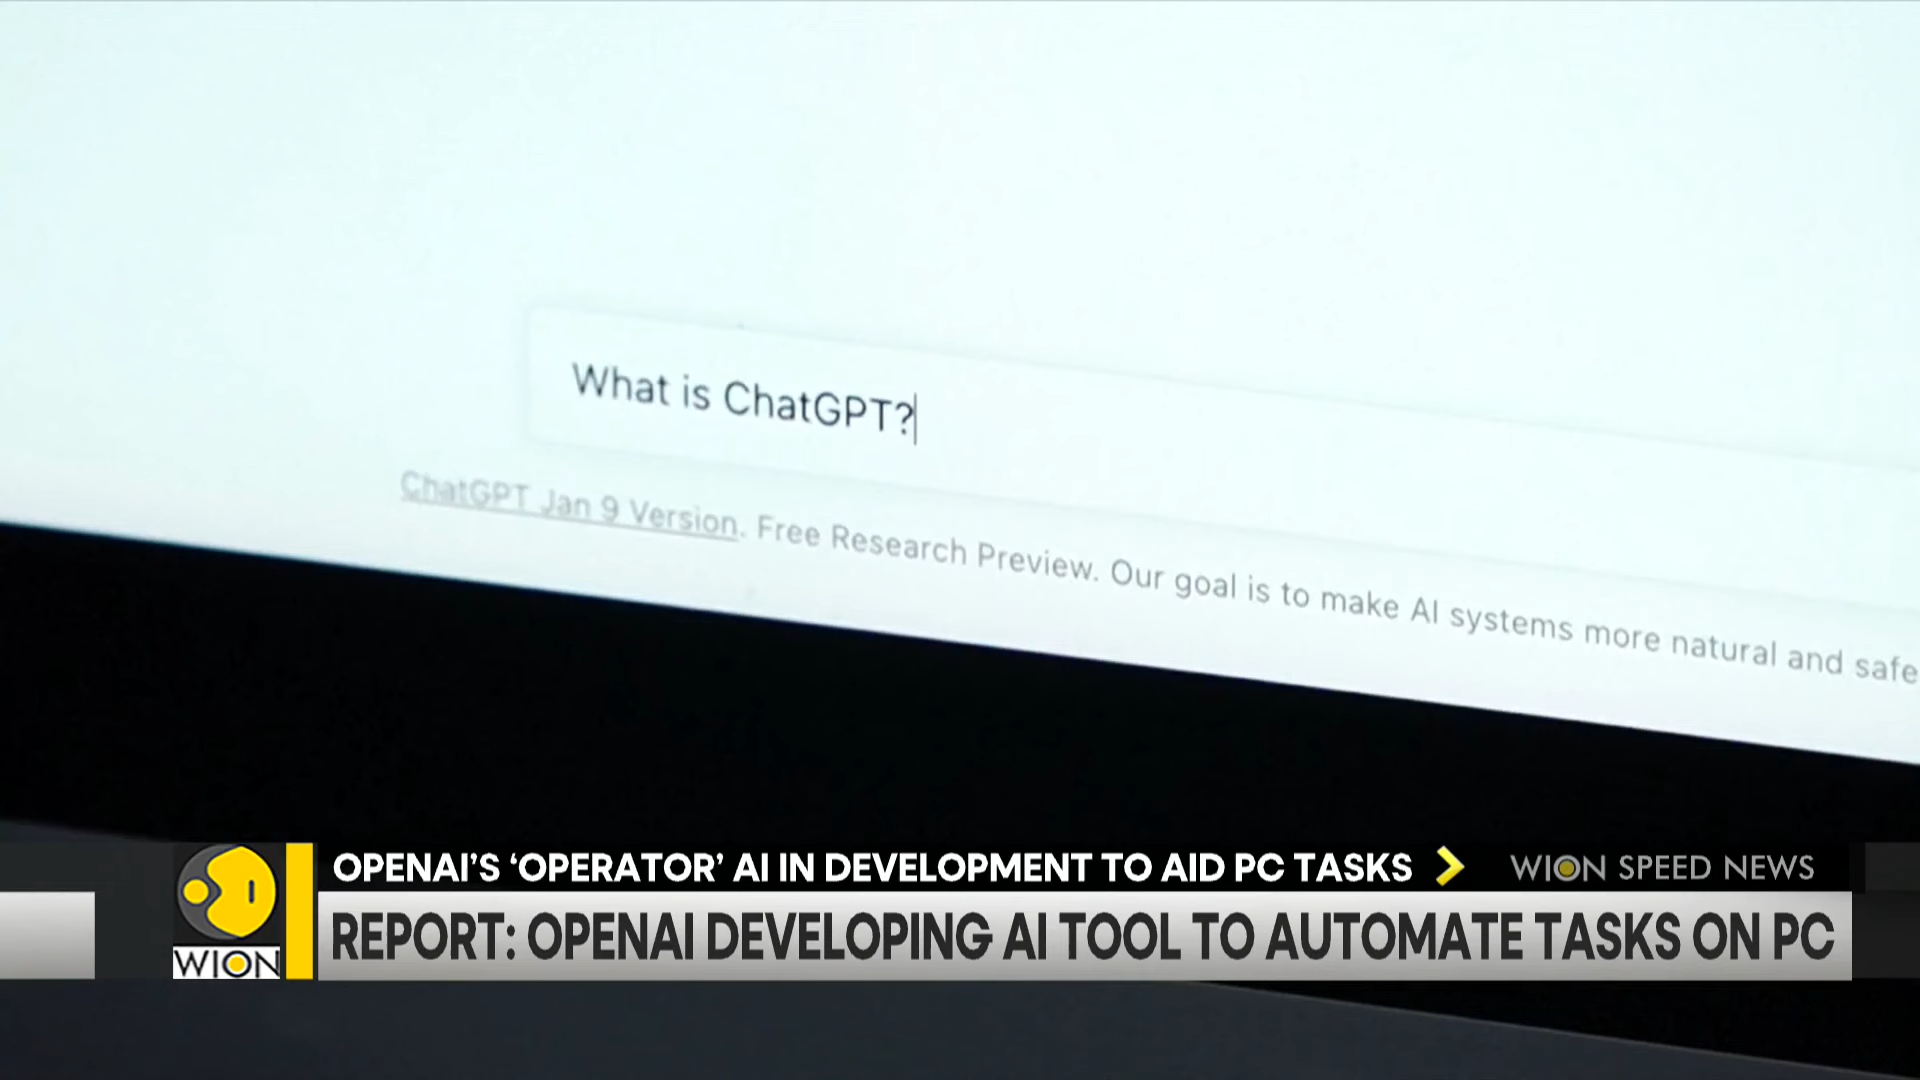 What is ChatGPT?
ChatGPT Jan 9 Version. Free Research Preview. Our goal is to make AI systems more natural and safe
OPENAI'S ‘OPERATOR’ AI IN DEVELOPMENT TO AID PC TASKS
WION SPEED NEWS
REPORT: OPENAI DEVELOPING AI TOOL TO AUTOMATE TASKS ON PC
WION